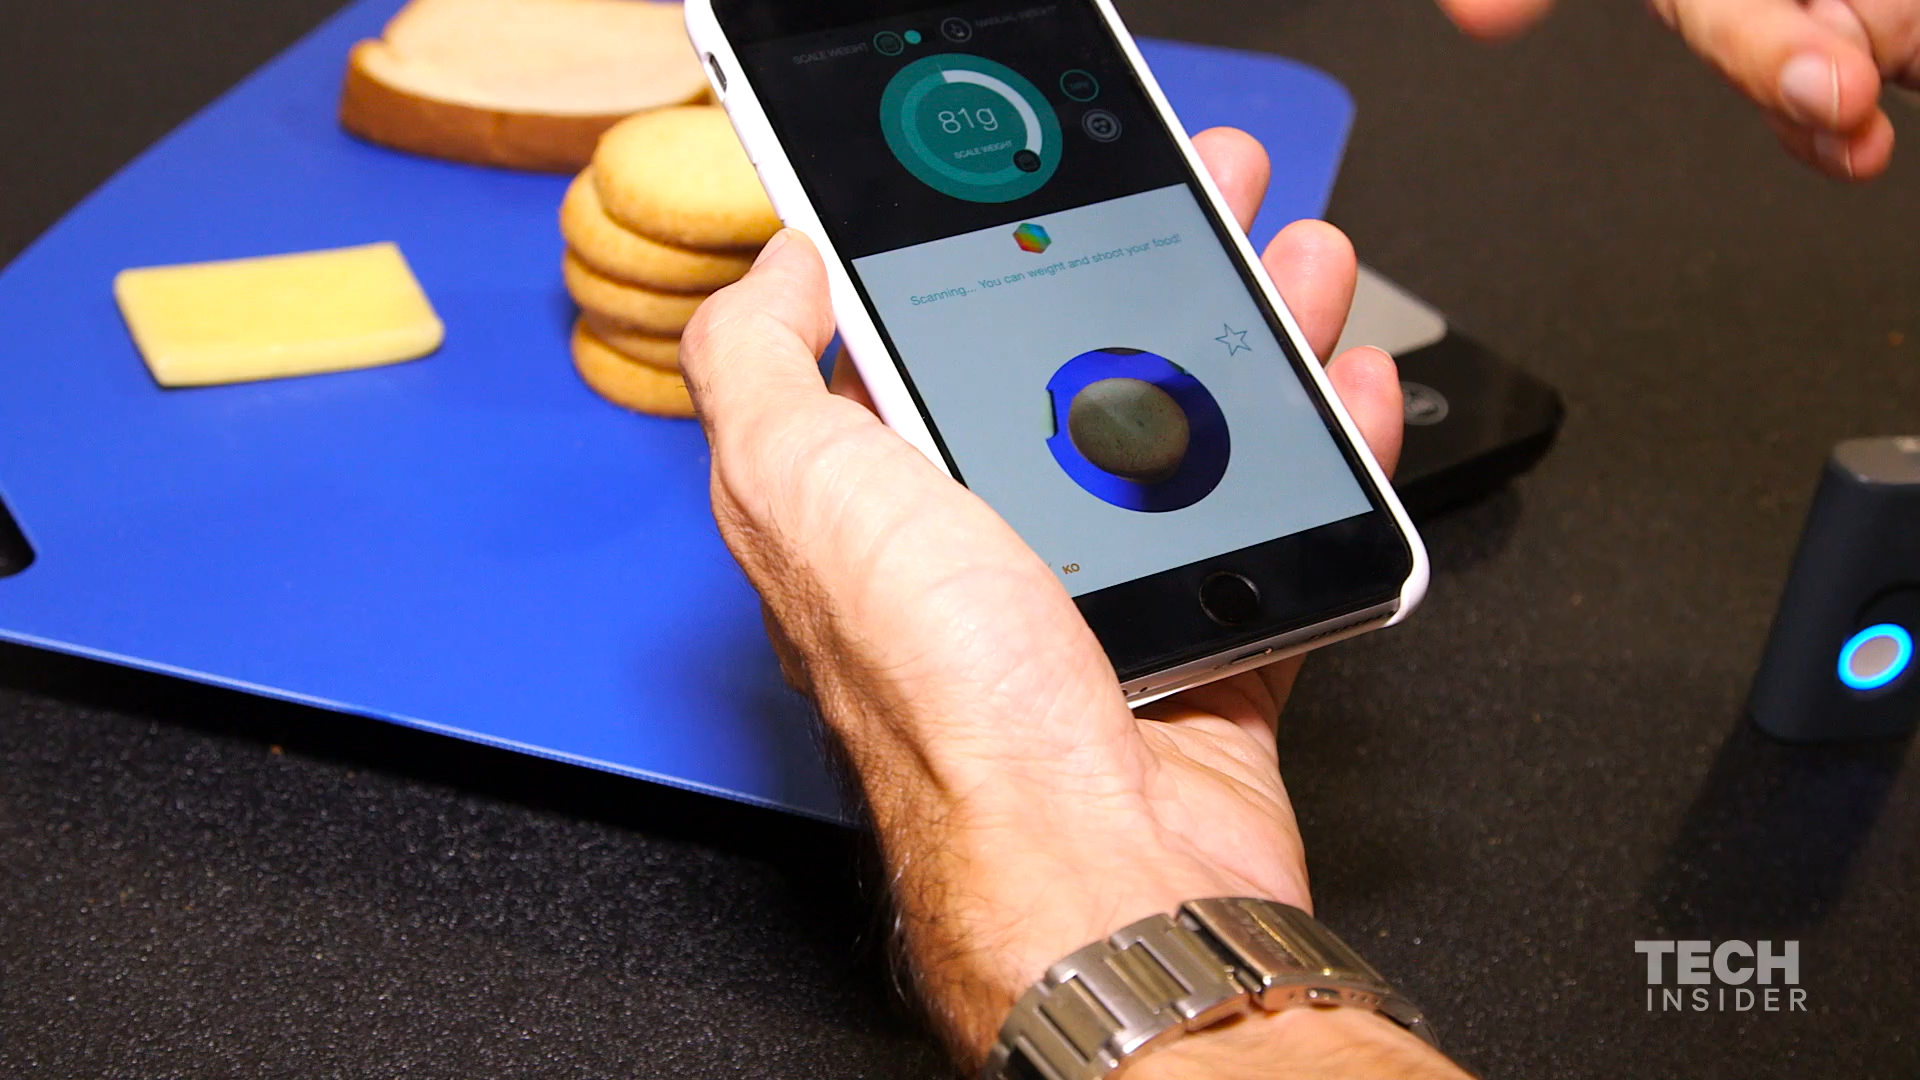 SCALE WEIGHT
MANUAL WEIGHT
81g
SCALE WEIGHT
Scanning... You can weight and shoot your food!
KO
TECH
INSIDER